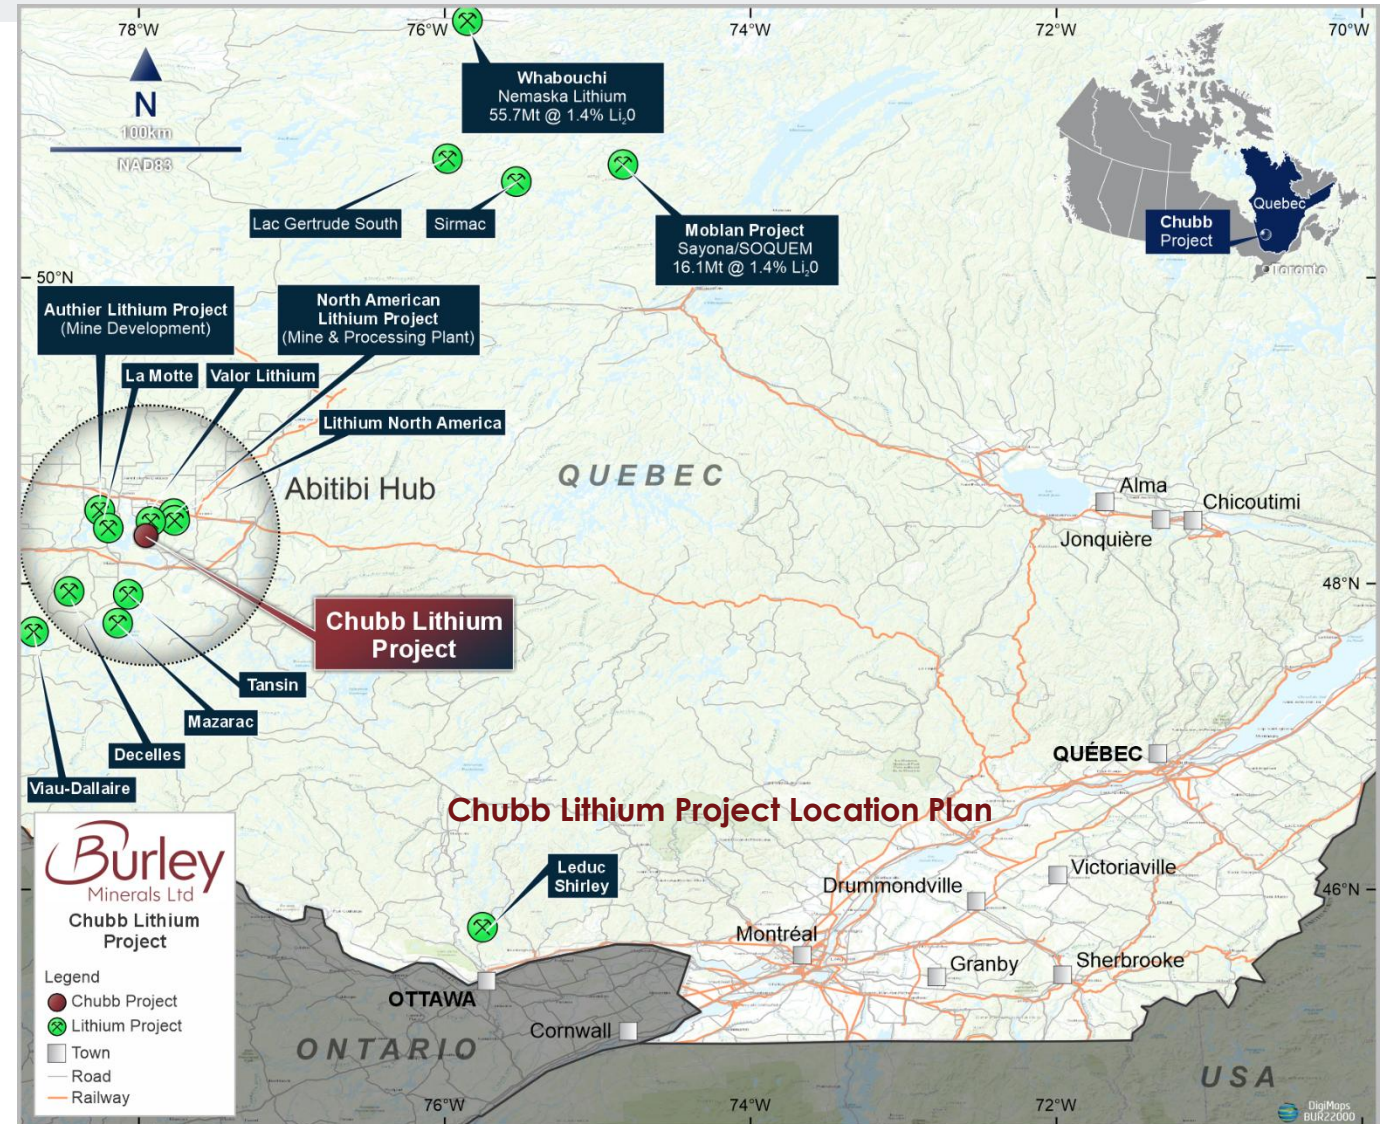 78°W
76°W
74°W
72°W
70°W
N
100km
NAD83
Whabouchi
Nemaska Lithium
55.7Mt @ 1.4% Li₂0
Lac Gertrude South
Sirmac
Moblan Project
Sayona/SOQUEM
16.1Mt @ 1.4% Li₂0
Quebec
Chubb
Project
Toronto
50°N
Authier Lithium Project
(Mine Development)
North American
Lithium Project
(Mine & Processing Plant)
La Motte
Valor Lithium
Lithium North America
Abitibi Hub
QUEBEC
Alma
Chicoutimi
Jonquière
48°N
Chubb Lithium
Project
Tansin
Mazarac
Decelles
Viau-Dallaire
QUÉBEC
Chubb Lithium Project Location Plan
Leduc
Shirley
Victoriaville
Drummondville
46°N
Montréal
Granby
Sherbrooke
OTTAWA
Cornwall
ONTARIO
USA
76°W
74°W
72°W
Burley
Minerals Ltd
Chubb Lithium
Project
Legend
Chubb Project
Lithium Project
Town
Road
Railway
DigiMaps
BUR22000